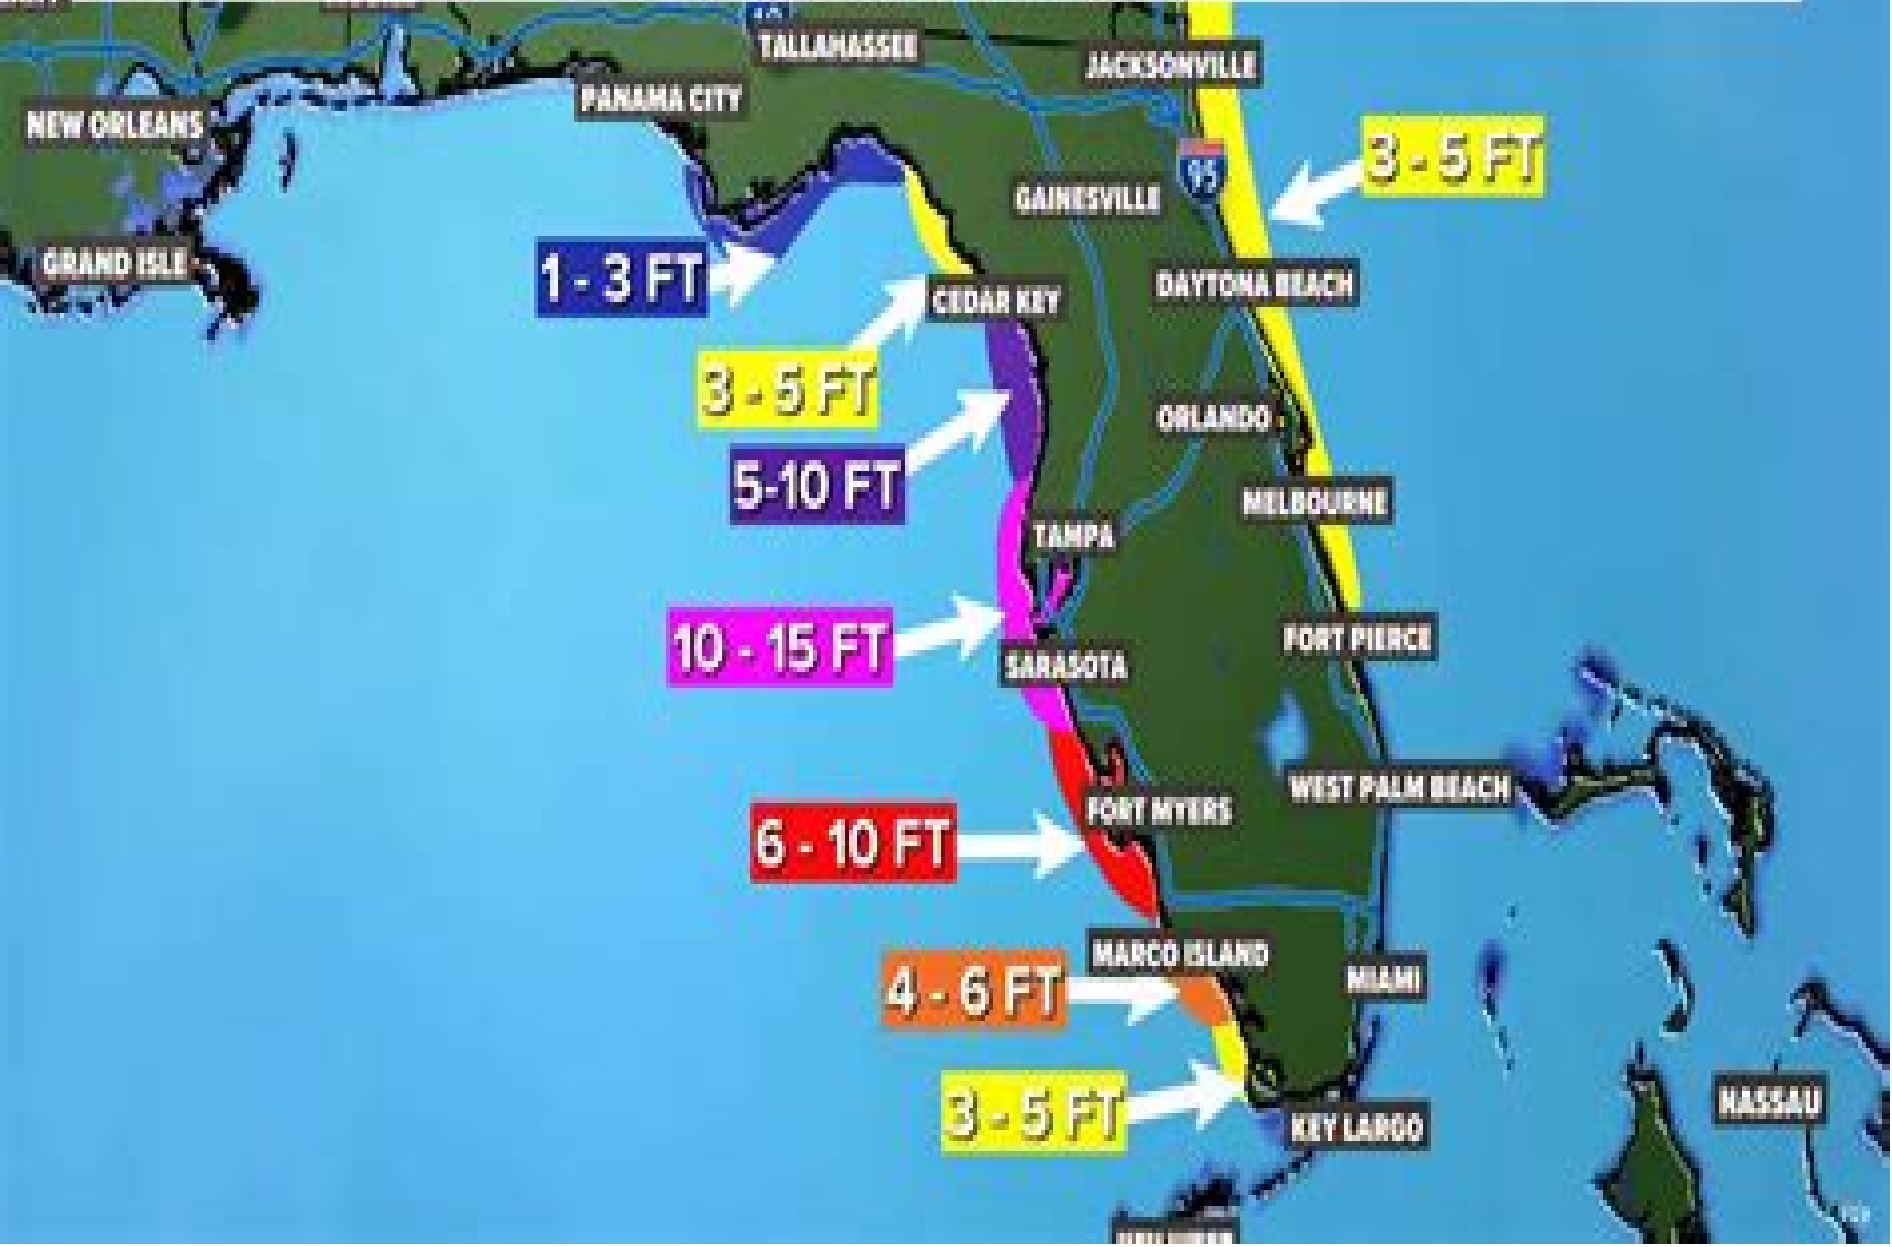 TALLAHASSEE
JACKSONVILLE
PANAMA CITY
NEW ORLEANS
3 - 5 FT
95
GAINESVILLE
GRAND ISLE
1 - 3 FT
DAYTONA BEACH
CEDAR KEY
3 - 5 FT
ORLANDO
5-10 FT
MELBOURNE
TAMPA
10 - 15 FT
FORT PIERCE
SARASOTA
WEST PALM BEACH
FORT MYERS
6 - 10 FT
MARCO ISLAND
MIAMI
4 - 6 FT
3 - 5 FT
NASSAU
KEY LARGO